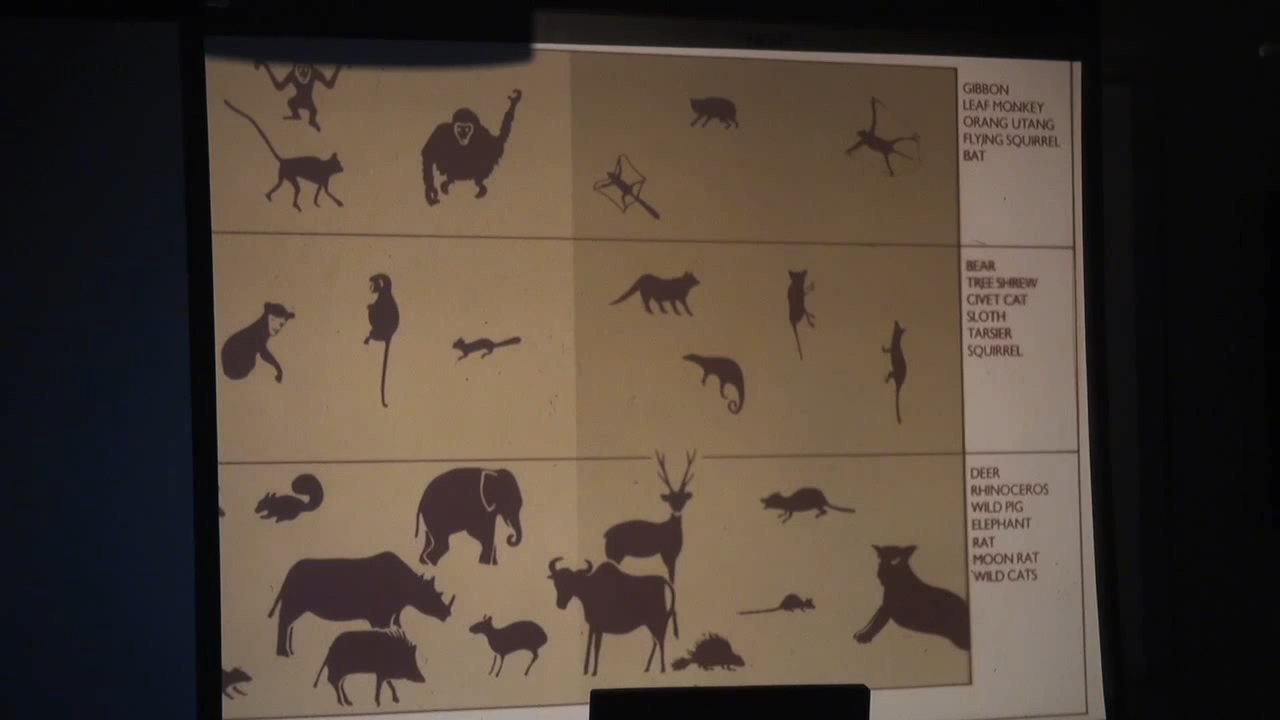 GIBBON
LEAF MONKEY
ORANG UTANG
FLYING SQUIRREL
BAT
BEAR
TREE SHREW
CIVET CAT
SLOTH
TARSIER
SQUIRREL
DEER
RHINOCEROS
WILD PIG
ELEPHANT
RAT
MOON RAT
WILD CATS